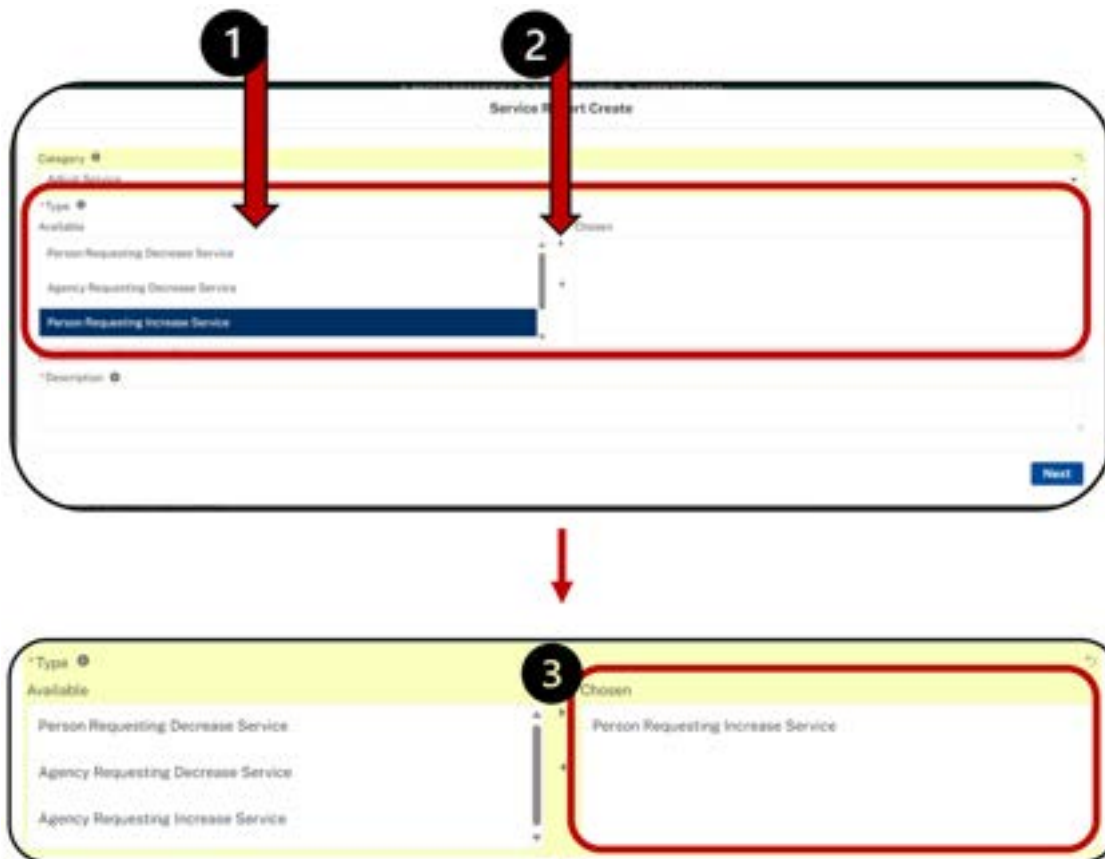 1
2
Service R rt Create
Category
Adjust Service
*Type
Available
Chosen
Person Requesting Decrease Service
Agency Requesting Decrease Service
Person Requesting Increase Service
*Description
Next
*Type
3
Available
Chosen
Person Requesting Decrease Service
Person Requesting Increase Service
Agency Requesting Decrease Service
Agency Requesting Increase Service